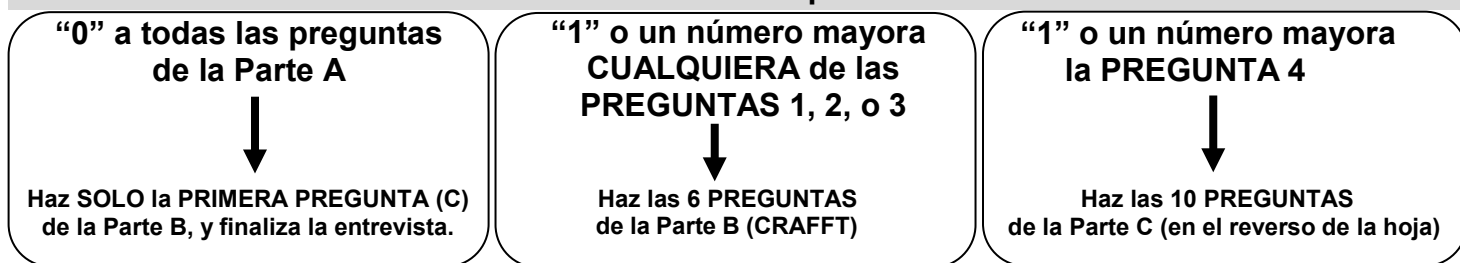 “0” a todas las preguntas
de la Parte A
Haz SOLO la PRIMERA PREGUNTA (C)
de la Parte B, y finaliza la entrevista.
“1” o un número mayora
CUALQUIERA de las
PREGUNTAS 1, 2, o 3
Haz las 6 PREGUNTAS
de la Parte B (CRAFFT)
“1” o un número mayora
la PREGUNTA 4
Haz las 10 PREGUNTAS
de la Parte C (en el reverso de la hoja)